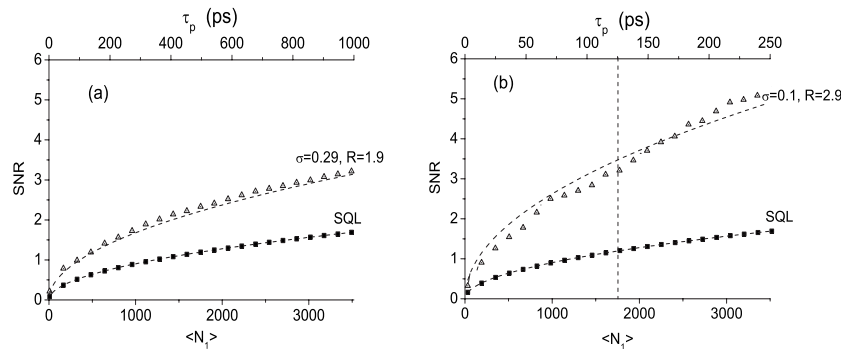 τp (ps)
0 200 400 600 800 1000
6
5
4
3
2
1
0
SNR
(a)
σ=0.29, R=1.9
SQL
0 1000 2000 3000
<N1>
τp (ps)
0 50 100 150 200 250
6
5
4
3
2
1
0
SNR
(b)
σ=0.1, R=2.9
SQL
0 1000 2000 3000
<N1>